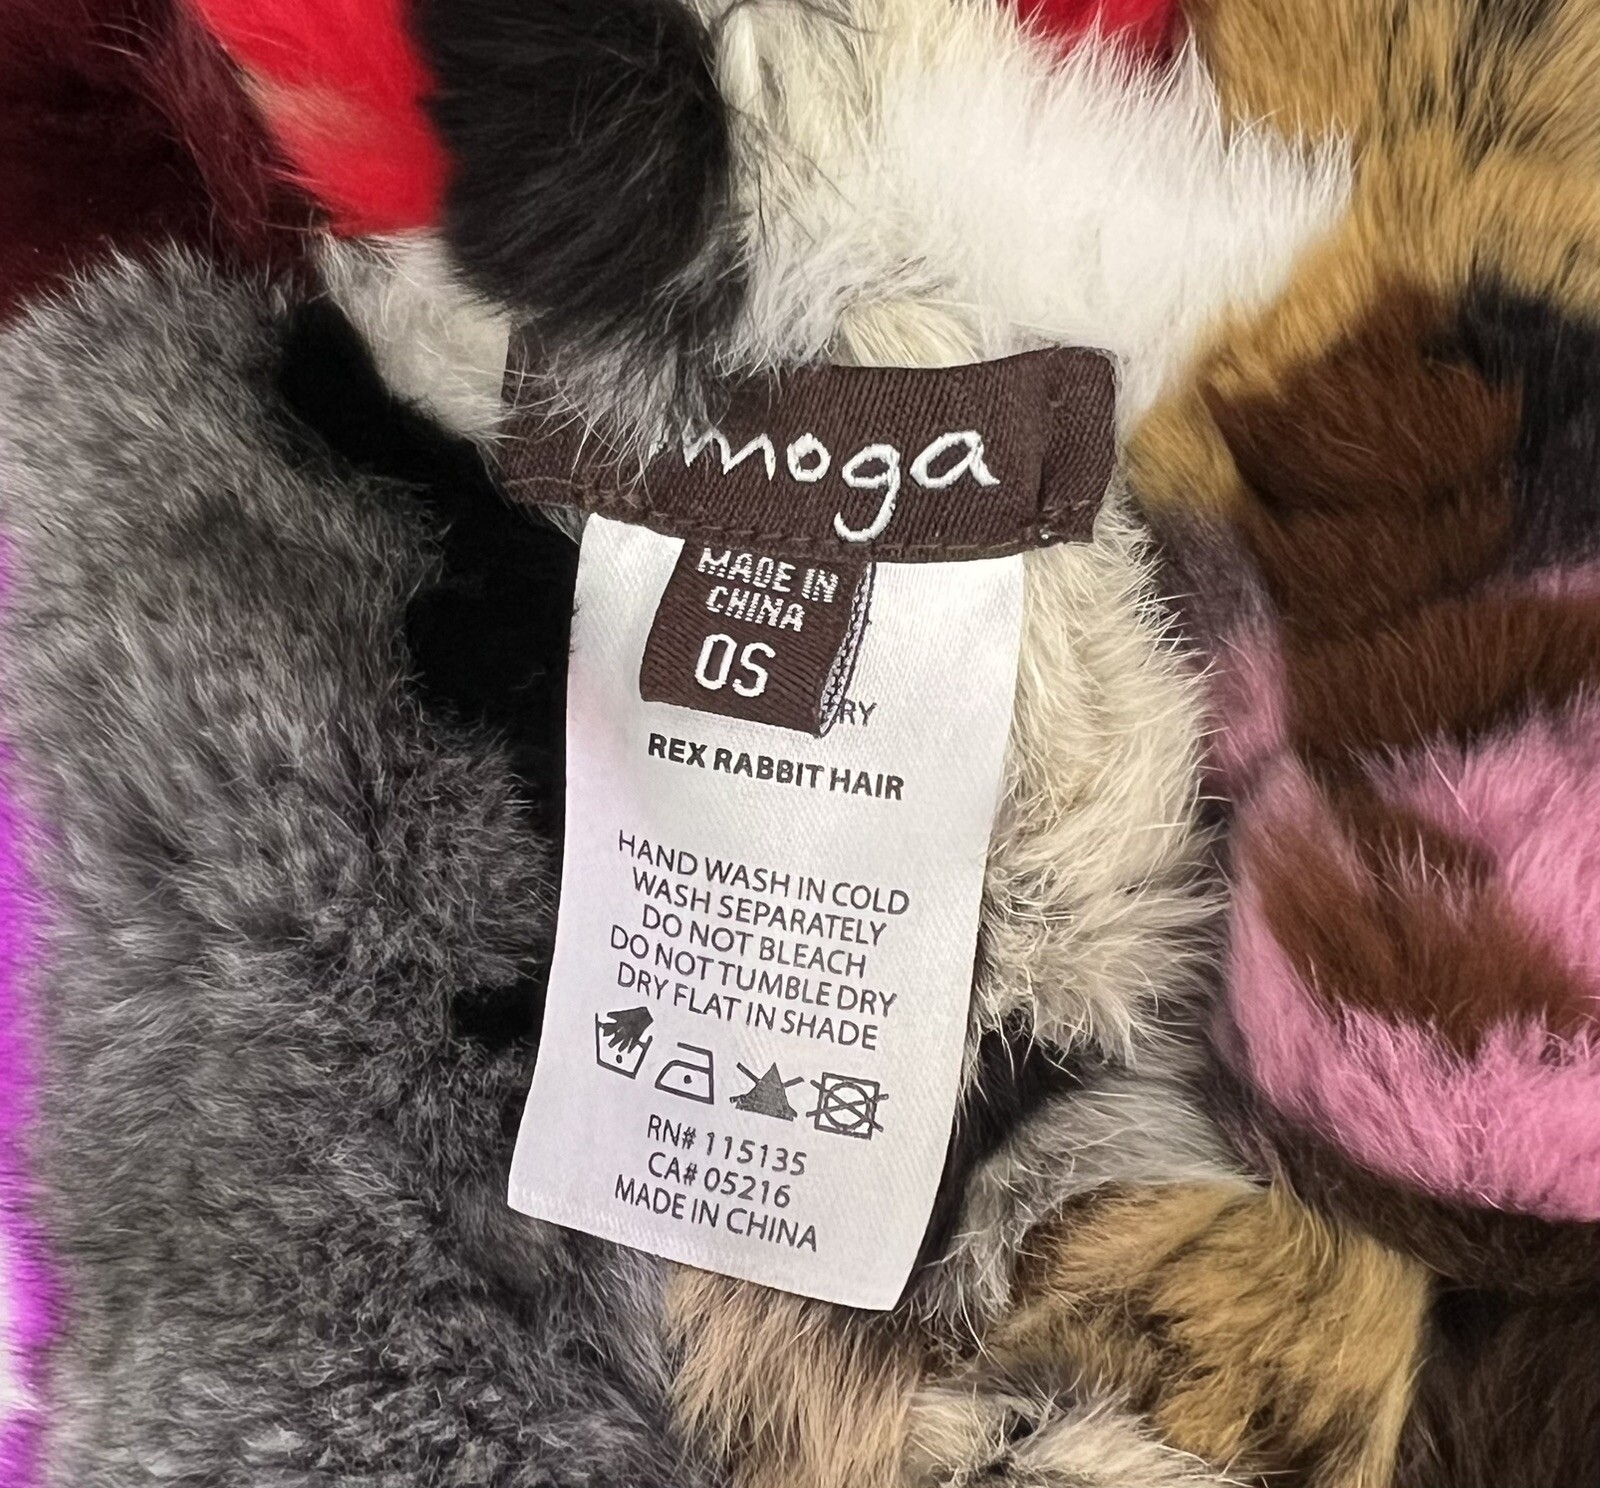 moga
MADE IN
CHINA
OS
RY
REX RABBIT HAIR
HAND WASH IN COLD
WASH SEPARATELY
DO NOT BLEACH
DO NOT TUMBLE DRY
DRY FLAT IN SHADE
RN# 115135
CA# 05216
MADE IN CHINA